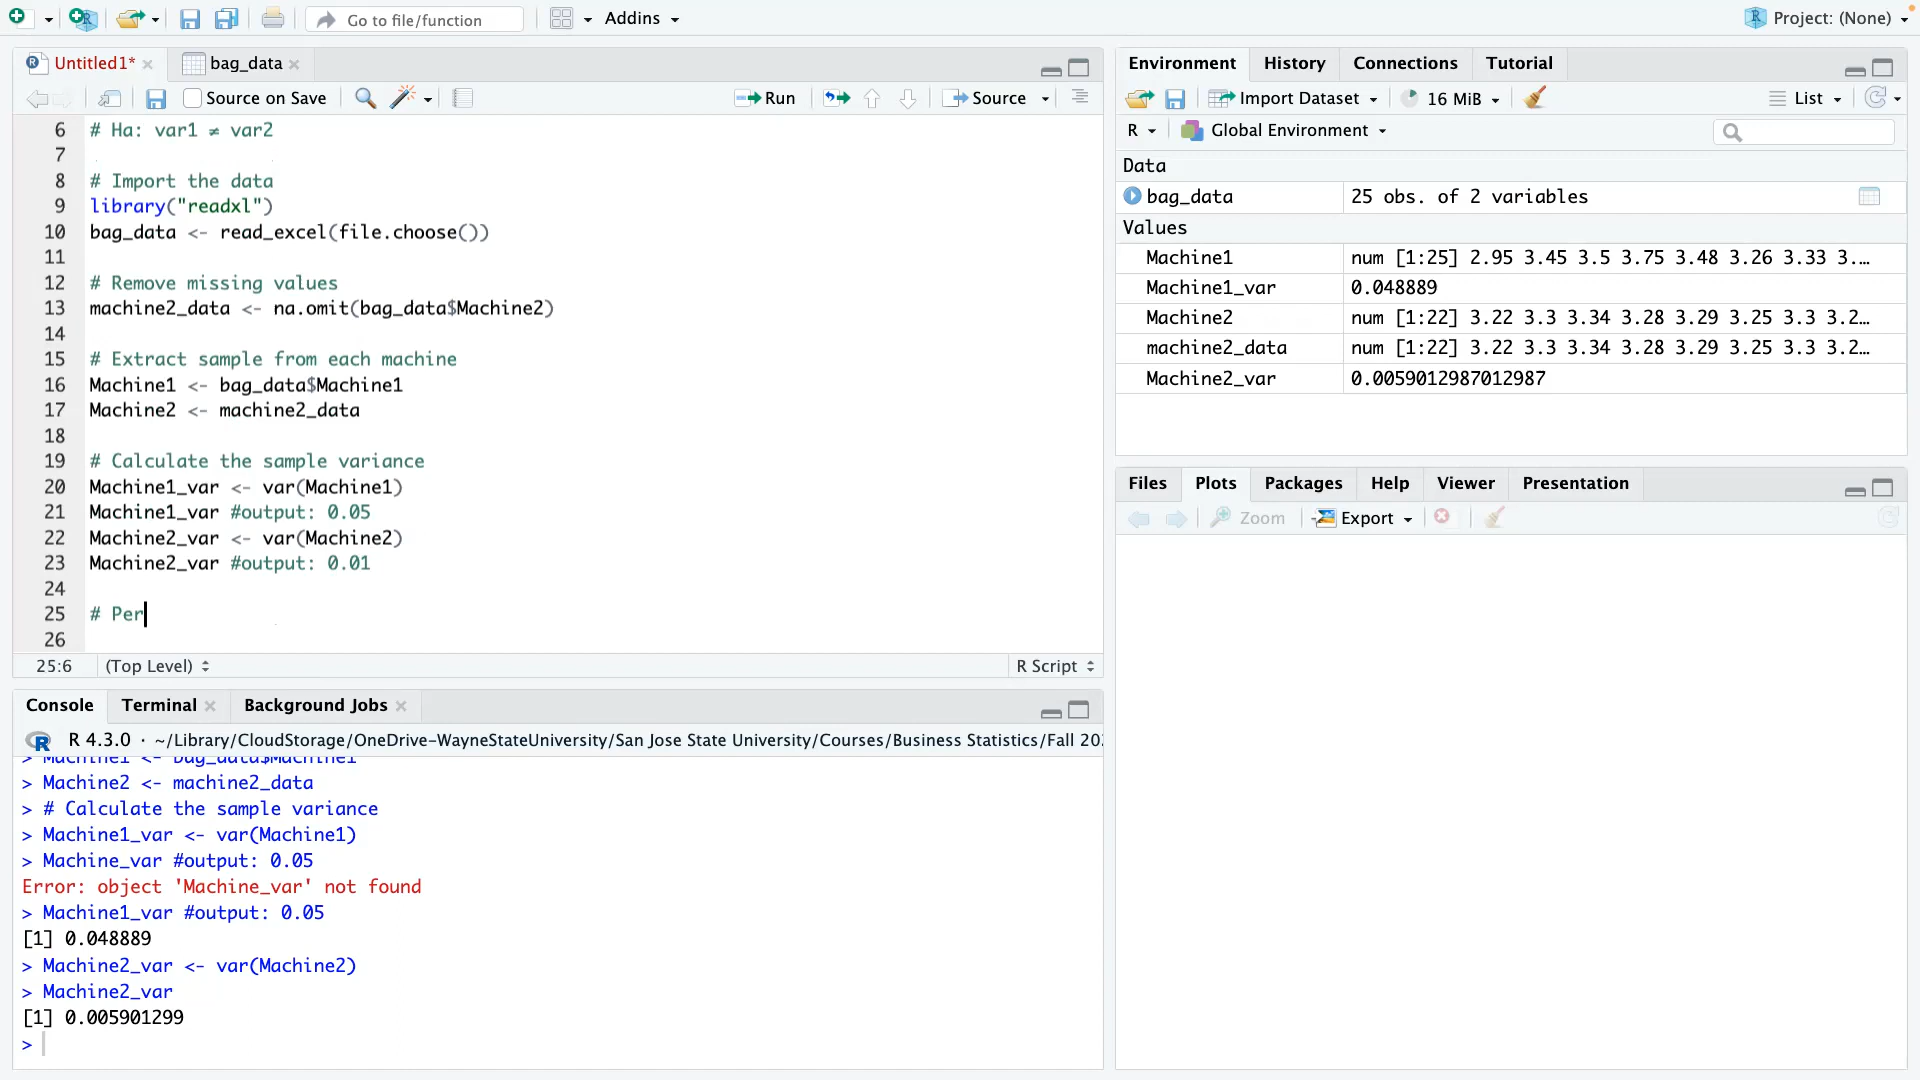 Go to file/function
Addins
Project: (None)
Untitled1*
bag_data
Source on Save
Run
Source
6 # Ha: var1 ≠ var2
7
8 # Import the data
9 library("readxl")
10 bag_data <- read_excel(file.choose())
11
12 # Remove missing values
13 machine2_data <- na.omit(bag_data$Machine2)
14
15 # Extract sample from each machine
16 Machine1 <- bag_data$Machine1
17 Machine2 <- machine2_data
18
19 # Calculate the sample variance
20 Machine1_var <- var(Machine1)
21 Machine1_var #output: 0.05
22 Machine2_var <- var(Machine2)
23 Machine2_var #output: 0.01
24
25 # Per
26
25:6 (Top Level) R Script
Console Terminal Background Jobs
R 4.3.0 · ~/Library/CloudStorage/OneDrive-WayneStateUniversity/San Jose State University/Courses/Business Statistics/Fall 20
> Machine1 <- bag_data$Machine1
> Machine2 <- machine2_data
> # Calculate the sample variance
> Machine1_var <- var(Machine1)
> Machine_var #output: 0.05
Error: object 'Machine_var' not found
> Machine1_var #output: 0.05
[1] 0.048889
> Machine2_var <- var(Machine2)
> Machine2_var
[1] 0.005901299
>
Environment History Connections Tutorial
Import Dataset 16 MiB List
R Global Environment
Data
bag_data 25 obs. of 2 variables
Values
Machine1 num [1:25] 2.95 3.45 3.5 3.75 3.48 3.26 3.33 3.…
Machine1_var 0.048889
Machine2 num [1:22] 3.22 3.3 3.34 3.28 3.29 3.25 3.3 3.2…
machine2_data num [1:22] 3.22 3.3 3.34 3.28 3.29 3.25 3.3 3.2…
Machine2_var 0.0059012987012987
Files Plots Packages Help Viewer Presentation
Zoom Export